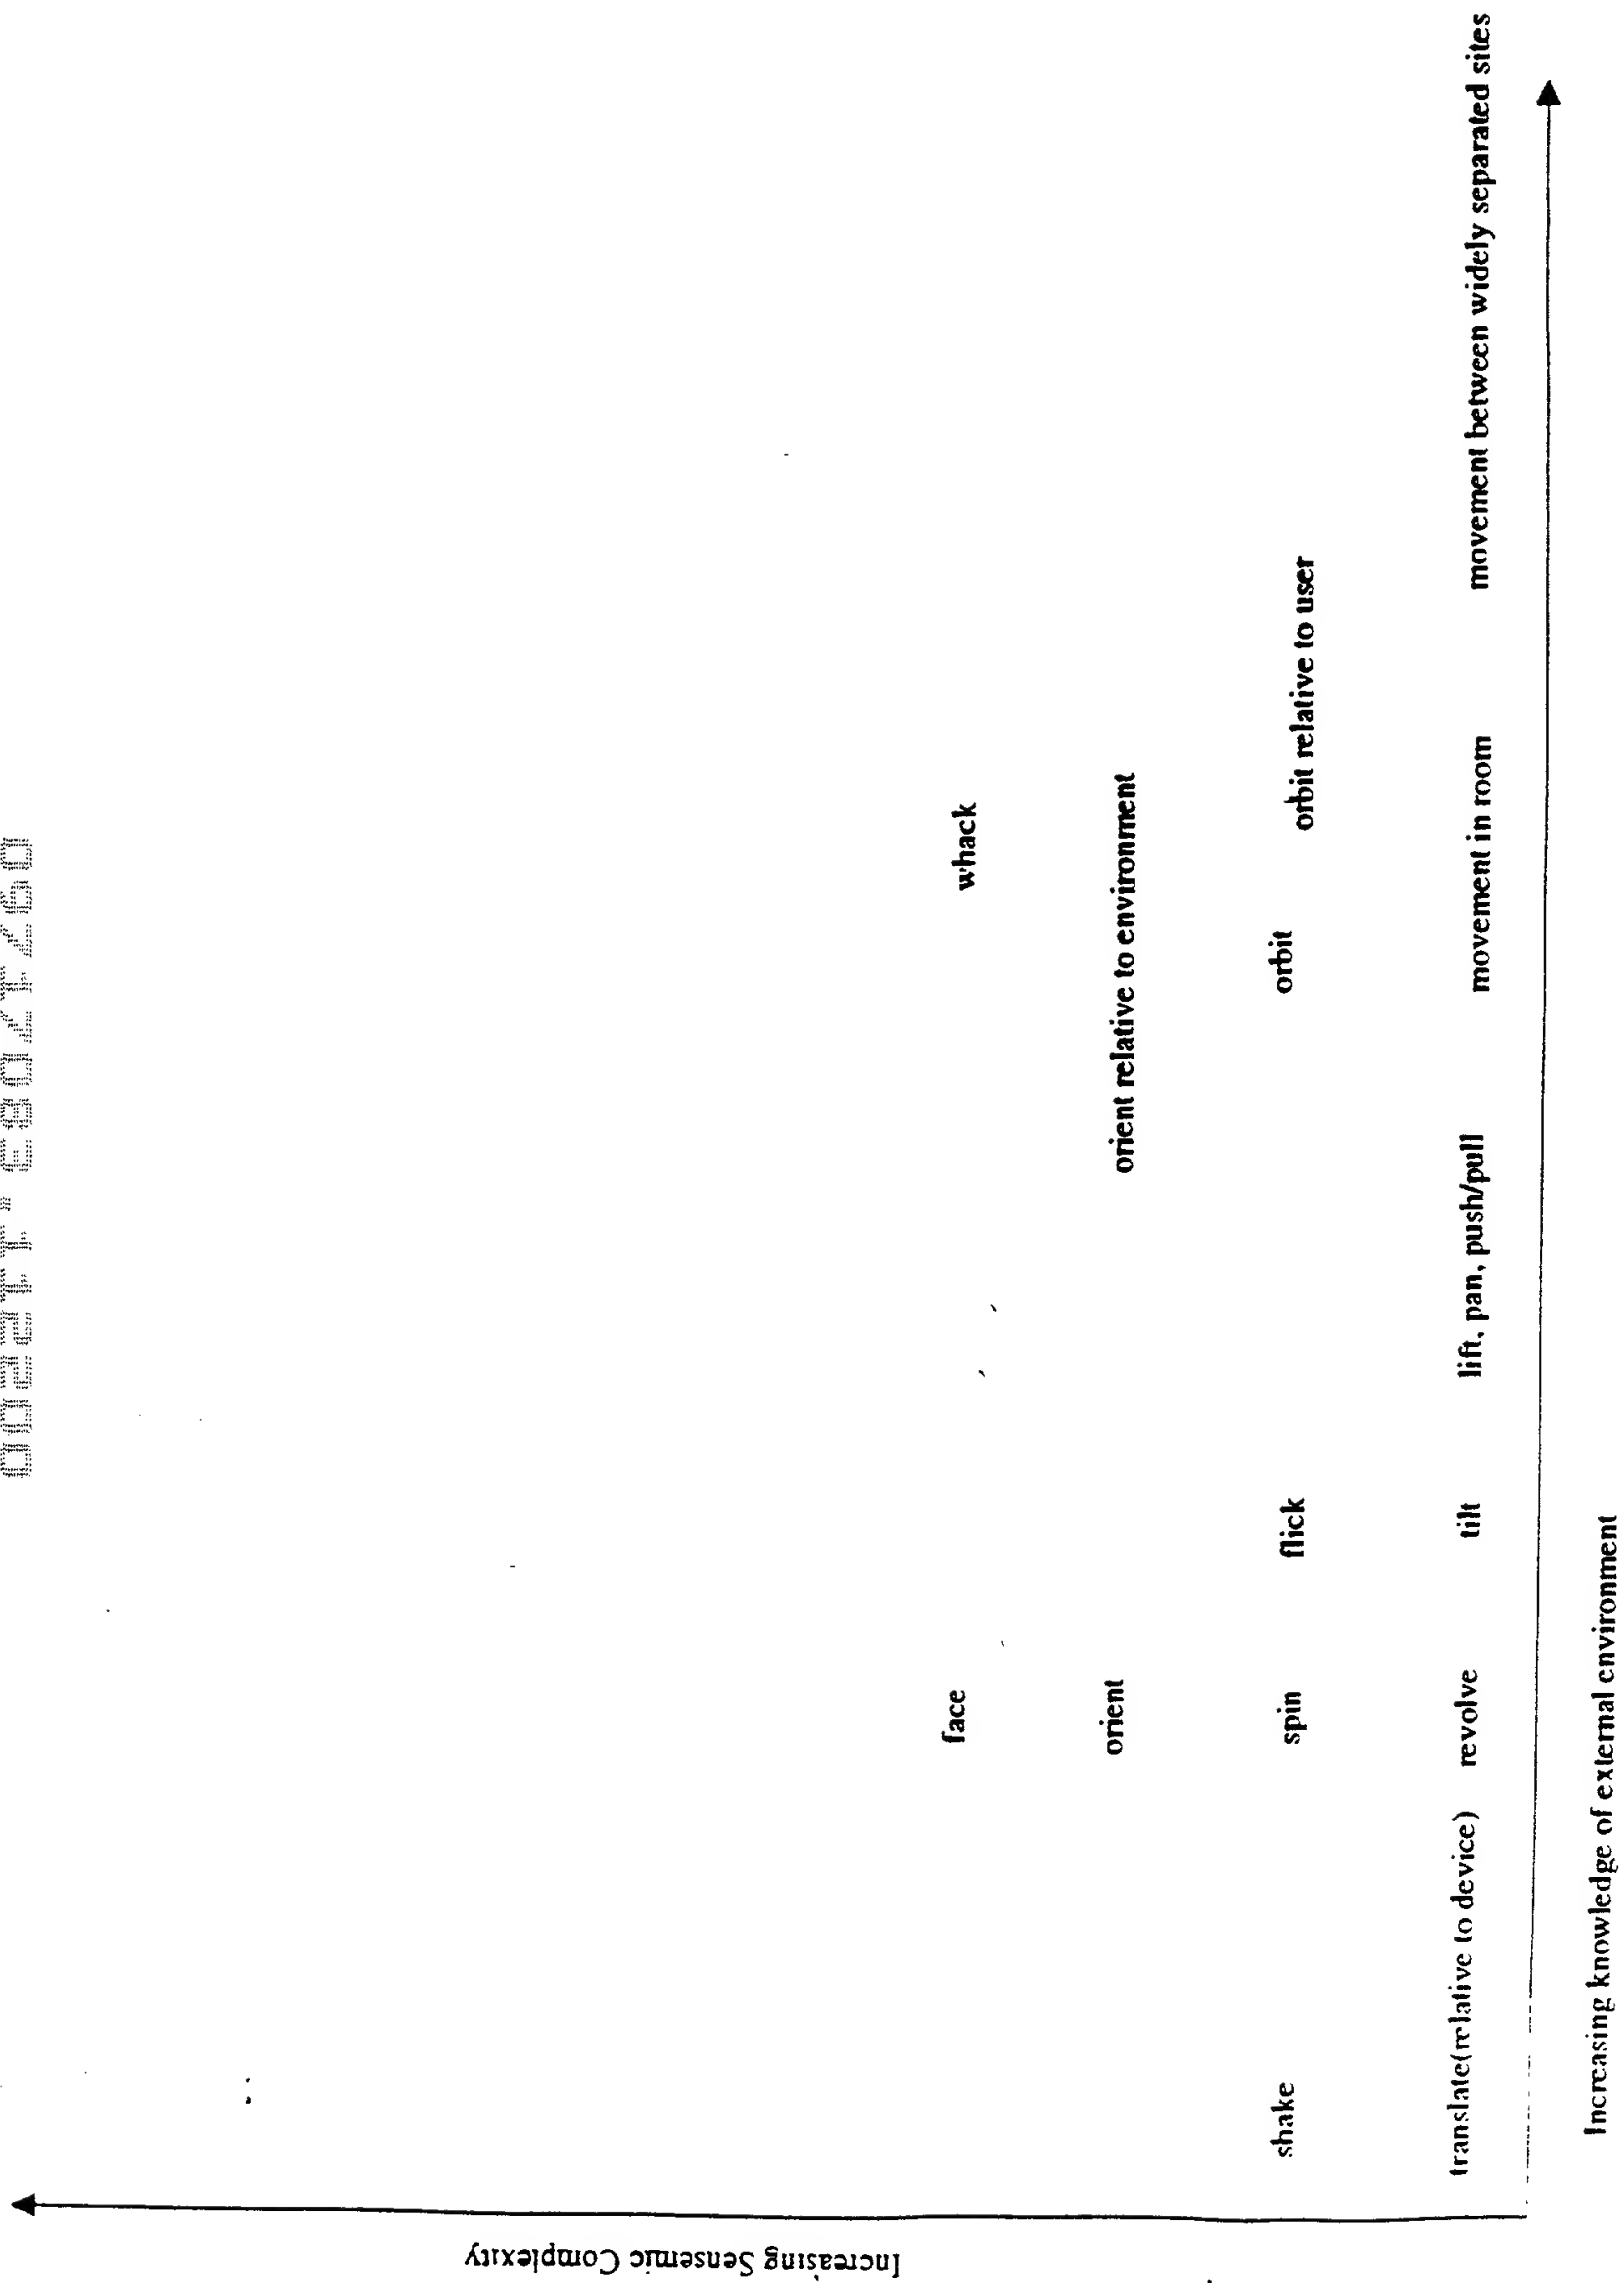 Increasing Sensemic Complexity
face
whack
orient
orient relative to environment
shake
spin
flick
orbit
orbit relative to user
translate(relative to device)
revolve
tilt
lift, pan, push/pull
movement in room
movement between widely separated sites
Increasing knowledge of external environment